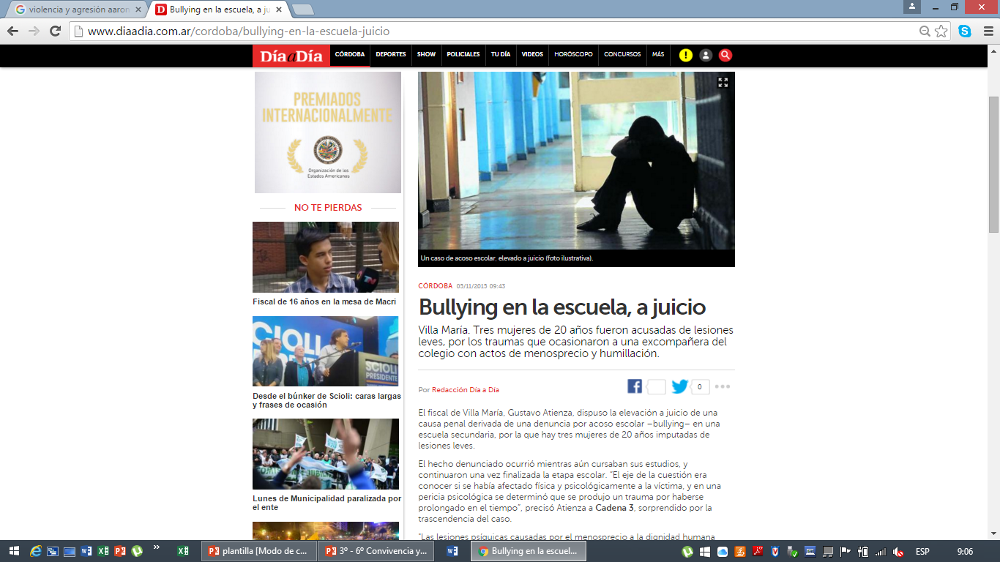 violencia y agresión aaron
Bullying en la escuela, a ju
www.diaadia.com.ar/cordoba/bullying-en-la-escuela-juicio
DíaaDía
CÓRDOBA
DEPORTES
SHOW
POLICIALES
TU DÍA
VIDEOS
HORÓSCOPO
CONCURSOS
MÁS
PREMIADOS
INTERNACIONALMENTE
Organización de los
Estados Americanos
NO TE PIERDAS
TN
Fiscal de 16 años en la mesa de Macri
SCIOLI
SCIOLI
PRESIDENTE
Desde el búnker de Scioli: caras largas
y frases de ocasión
Lunes de Municipalidad paralizada por
el ente
Un caso de acoso escolar, elevado a juicio (foto ilustrativa).
CÓRDOBA 05/11/2015 09:43
Bullying en la escuela, a juicio
Villa María. Tres mujeres de 20 años fueron acusadas de lesiones
leves, por los traumas que ocasionaron a una excompañera del
colegio con actos de menosprecio y humillación.
Por Redacción Día a Día
0
El fiscal de Villa María, Gustavo Atienza, dispuso la elevación a juicio de una
causa penal derivada de una denuncia por acoso escolar –bullying– en una
escuela secundaria, por la que hay tres mujeres de 20 años imputadas de
lesiones leves.
El hecho denunciado ocurrió mientras aún cursaban sus estudios, y
continuaron una vez finalizada la etapa escolar. "El eje de la cuestión era
conocer si se había afectado física y psicológicamente a la víctima, y en una
pericia psicológica se determinó que se produjo un trauma por haberse
prolongado en el tiempo", precisó Atienza a Cadena 3, sorprendido por la
trascendencia del caso.
"Las lesiones psíquicas causadas por el menosprecio a la dignidad humana
plantilla [Modo de c...
3º - 6º Convivencia y...
Bullying en la escuel...
ESP
9:06